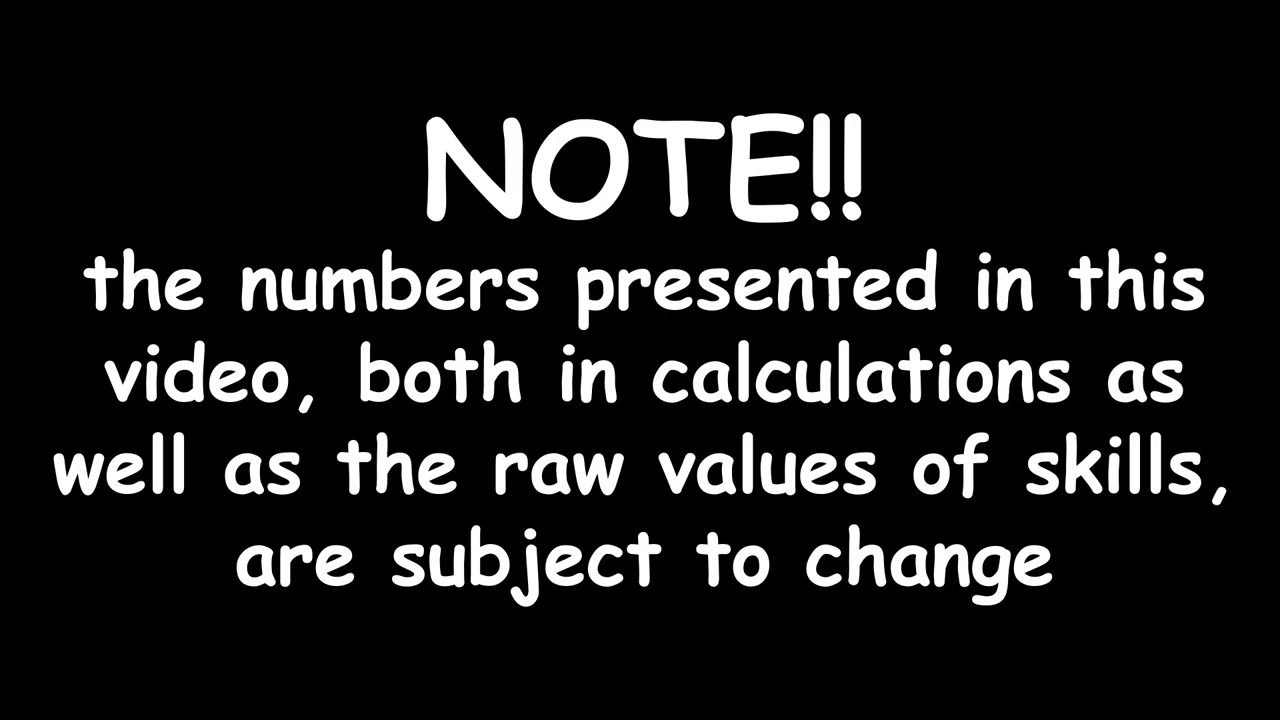 NOTE!!
the numbers presented in this
video, both in calculations as
well as the raw values of skills,
are subject to change